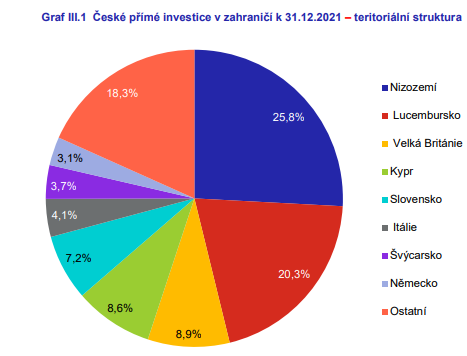 Graf III.1 České přímé investice v zahraničí k 31.12.2021 – teritoriální struktura
18,3%
25,8%
3,1%
3,7%
4,1%
7,2%
8,6%
8,9%
20,3%
Nizozemí
Lucembursko
Velká Británie
Kypr
Slovensko
Itálie
Švýcarsko
Německo
Ostatní